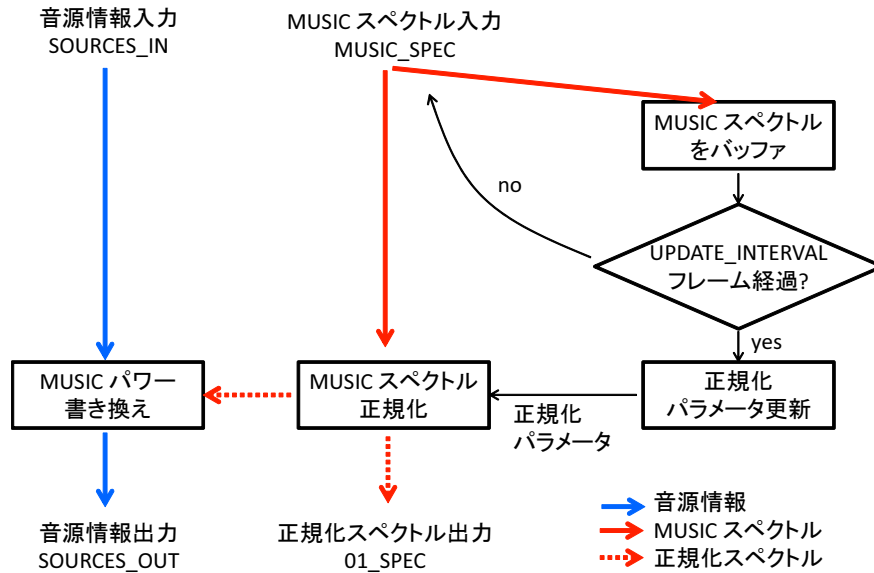 音源情報入力
SOURCES_IN
MUSIC スペクトル入力
MUSIC_SPEC
MUSIC スペクトル
をバッファ
no
UPDATE_INTERVAL
フレーム経過?
yes
MUSIC パワー
書き換え
MUSIC スペクトル
正規化
正規化
パラメータ
正規化
パラメータ更新
音源情報出力
SOURCES_OUT
正規化スペクトル出力
01_SPEC
音源情報
MUSIC スペクトル
正規化スペクトル